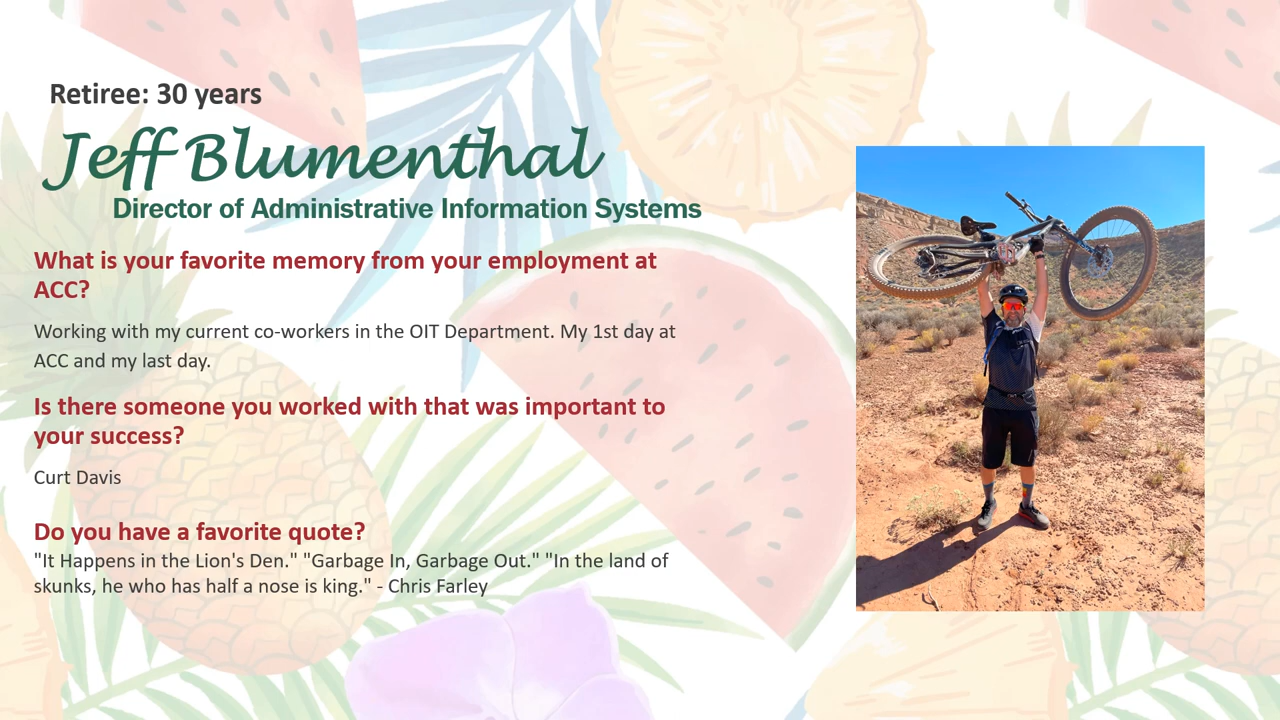 Retiree: 30 years
Jeff Blumenthal
Director of Administrative Information Systems
What is your favorite memory from your employment at
ACC?
Working with my current co-workers in the OIT Department. My 1st day at
ACC and my last day.
Is there someone you worked with that was important to
your success?
Curt Davis
Do you have a favorite quote?
"It Happens in the Lion's Den." "Garbage In, Garbage Out." "In the land of
skunks, he who has half a nose is king." - Chris Farley